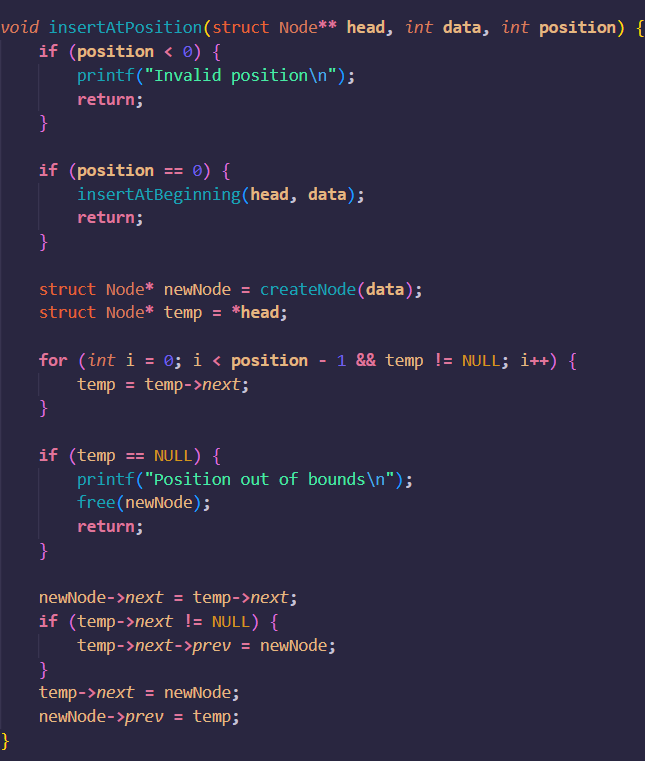 void insertAtPosition(struct Node** head, int data, int position) {
    if (position < 0) {
        printf("Invalid position\n");
        return;
    }

    if (position == 0) {
        insertAtBeginning(head, data);
        return;
    }

    struct Node* newNode = createNode(data);
    struct Node* temp = *head;

    for (int i = 0; i < position - 1 && temp != NULL; i++) {
        temp = temp->next;
    }

    if (temp == NULL) {
        printf("Position out of bounds\n");
        free(newNode);
        return;
    }

    newNode->next = temp->next;
    if (temp->next != NULL) {
        temp->next->prev = newNode;
    }
    temp->next = newNode;
    newNode->prev = temp;
}